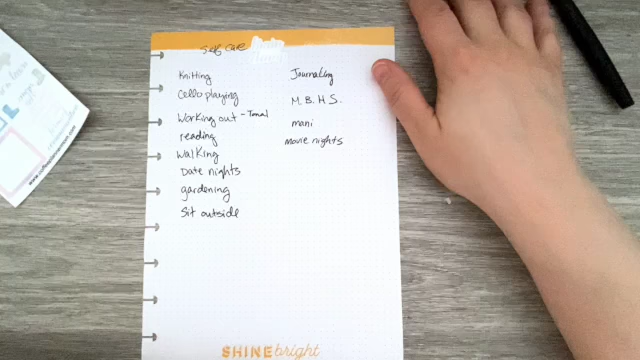 Self care
Knitting
Cello playing
Working out - Tonal
reading
Walking
Date nights
gardening
Sit outside
Journaling
M.B.H S.
mani
movie nights
SHINE bright